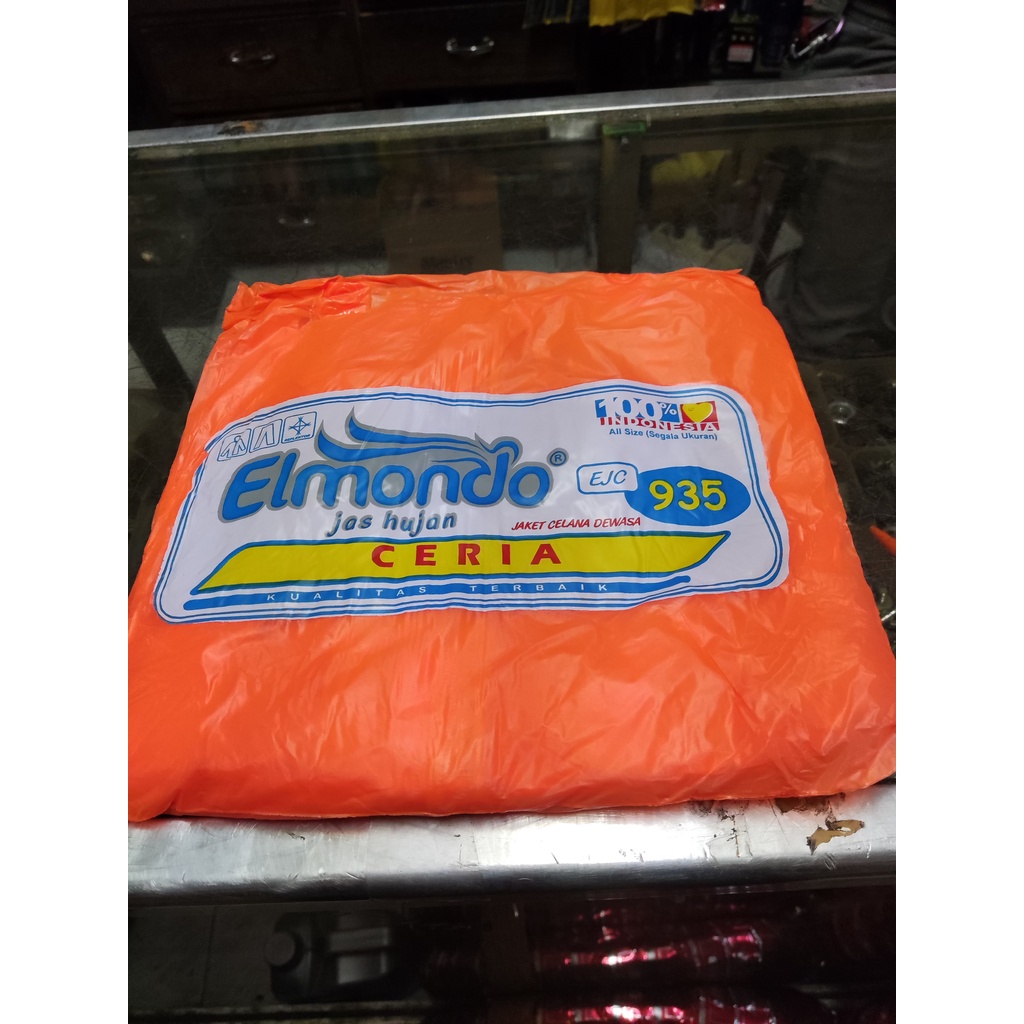 100%
INDONESIA
All Size (Segala Ukuran)
Elmondo®
jas hujan
EJC
935
JAKET CELANA DEWASA
CERIA
KUALITAS TERBAIK